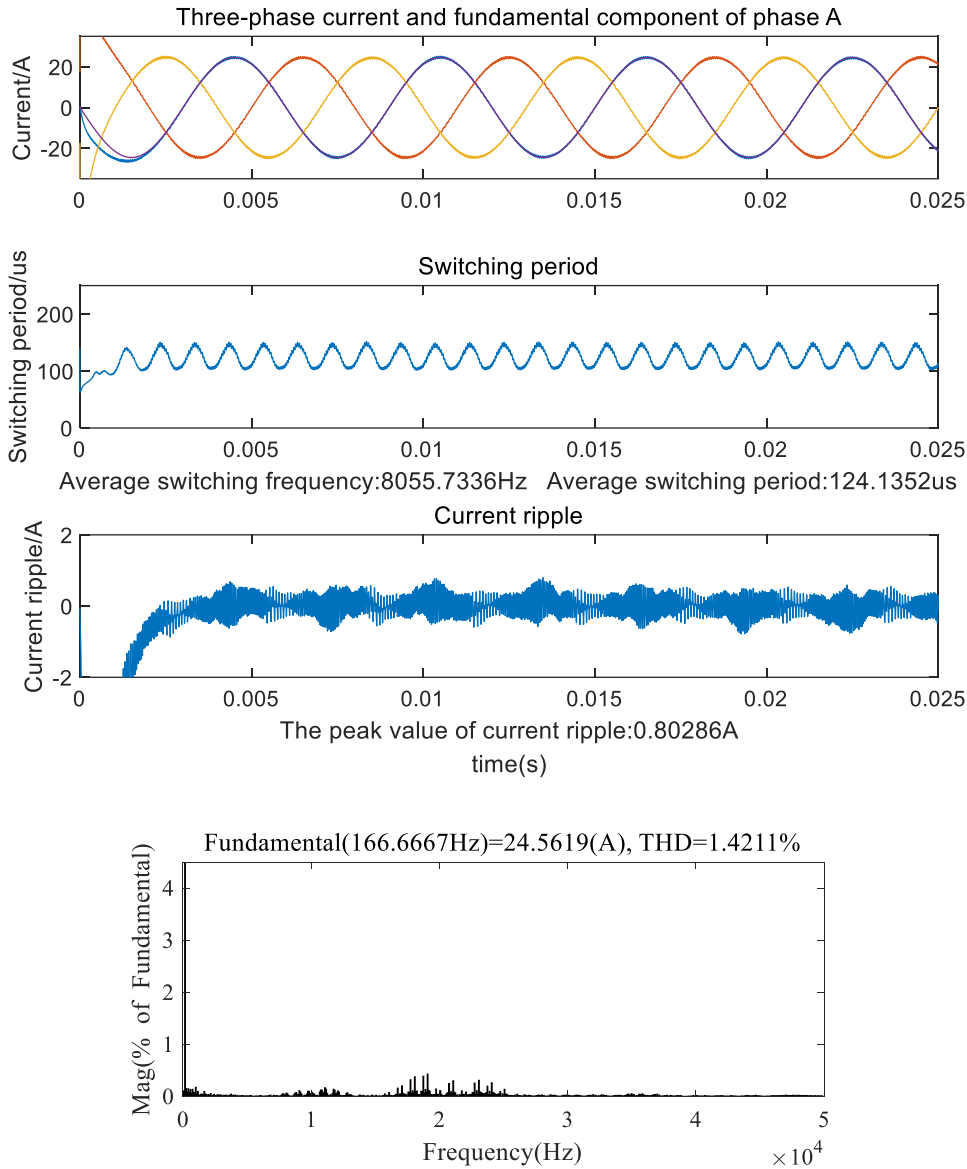 Three-phase current and fundamental component of phase A
Current/A
20
0
-20
0 0.005 0.01 0.015 0.02 0.025
Switching period
Switching period/us
200
100
0
0 0.005 0.01 0.015 0.02 0.025
Average switching frequency:8055.7336Hz Average switching period:124.1352us
Current ripple
Current ripple/A
2
0
-2
0 0.005 0.01 0.015 0.02 0.025
The peak value of current ripple:0.80286A
time(s)
Fundamental(166.6667Hz)=24.5619(A), THD=1.4211%
Mag(% of Fundamental)
4
3
2
1
0
0 1 2 3 4 5
Frequency(Hz)
×10^4